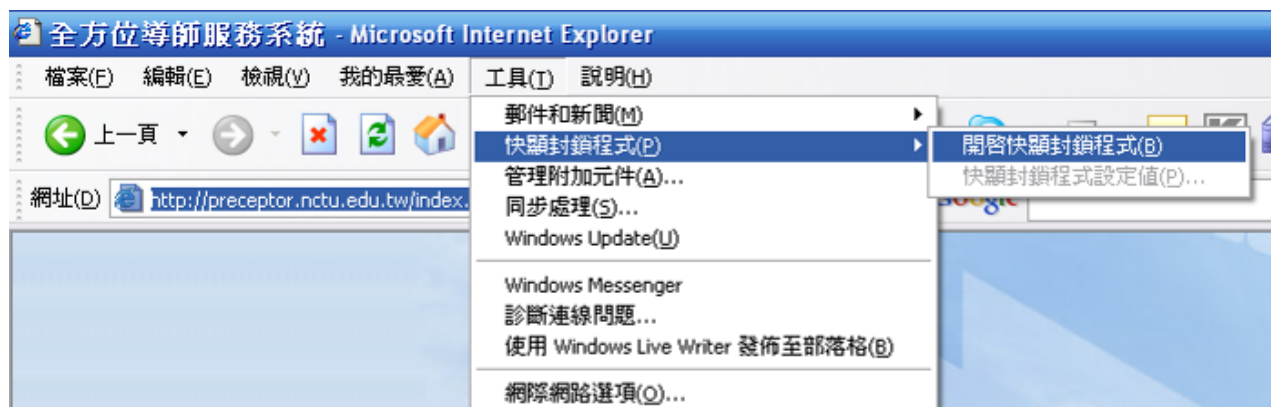 全方位導師服務系統 - Microsoft Internet Explorer
檔案(F) 編輯(E) 檢視(V) 我的最愛(A) 工具(T) 說明(H)
郵件和新聞(M)
上一頁
快顯封鎖程式(P)
開啓快顯封鎖程式(B)
管理附加元件(A)...
快顯封鎖程式設定值(P)...
網址(D) http://preceptor.nctu.edu.tw/index.
同步處理(S)...
Google
Windows Update(U)
Windows Messenger
診斷連線問題...
使用 Windows Live Writer 發佈至部落格(B)
網際網路選項(O)...